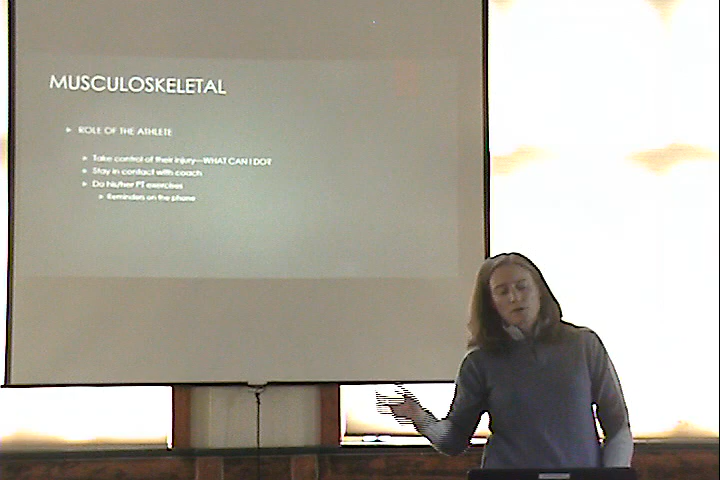 MUSCULOSKELETAL
ROLE OF THE ATHLETE
Take control of their injury—WHAT CAN I DO?
Stay in contact with coach
Do his/her PT exercises
Reminders on the phone